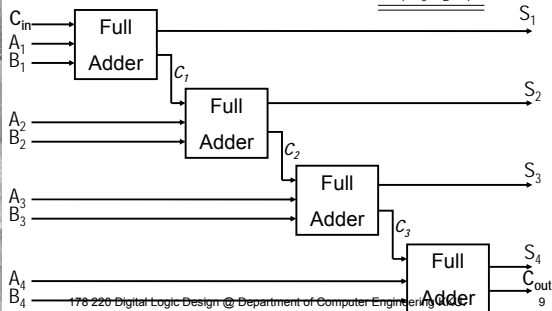 Cin
Full
Adder
S1
A1
B1
C1
Full
Adder
S2
A2
B2
C2
Full
Adder
S3
A3
B3
C3
Full
Adder
S4
Cout
A4
B4
178 220 Digital Logic Design @ Department of Computer Engineering KKU.
9